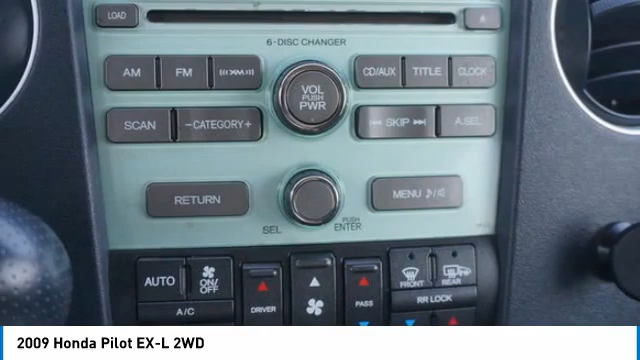 LOAD
6-DISC CHANGER
AM FM XM CD/AUX TITLE CLOCK
VOL
PUSH
PWR
SCAN − CATEGORY + SKIP A.SEL
RETURN MENU
SEL PUSH
ENTER
AUTO ON/
OFF FRONT REAR
A/C DRIVER PASS RR LOCK
2009 Honda Pilot EX-L 2WD